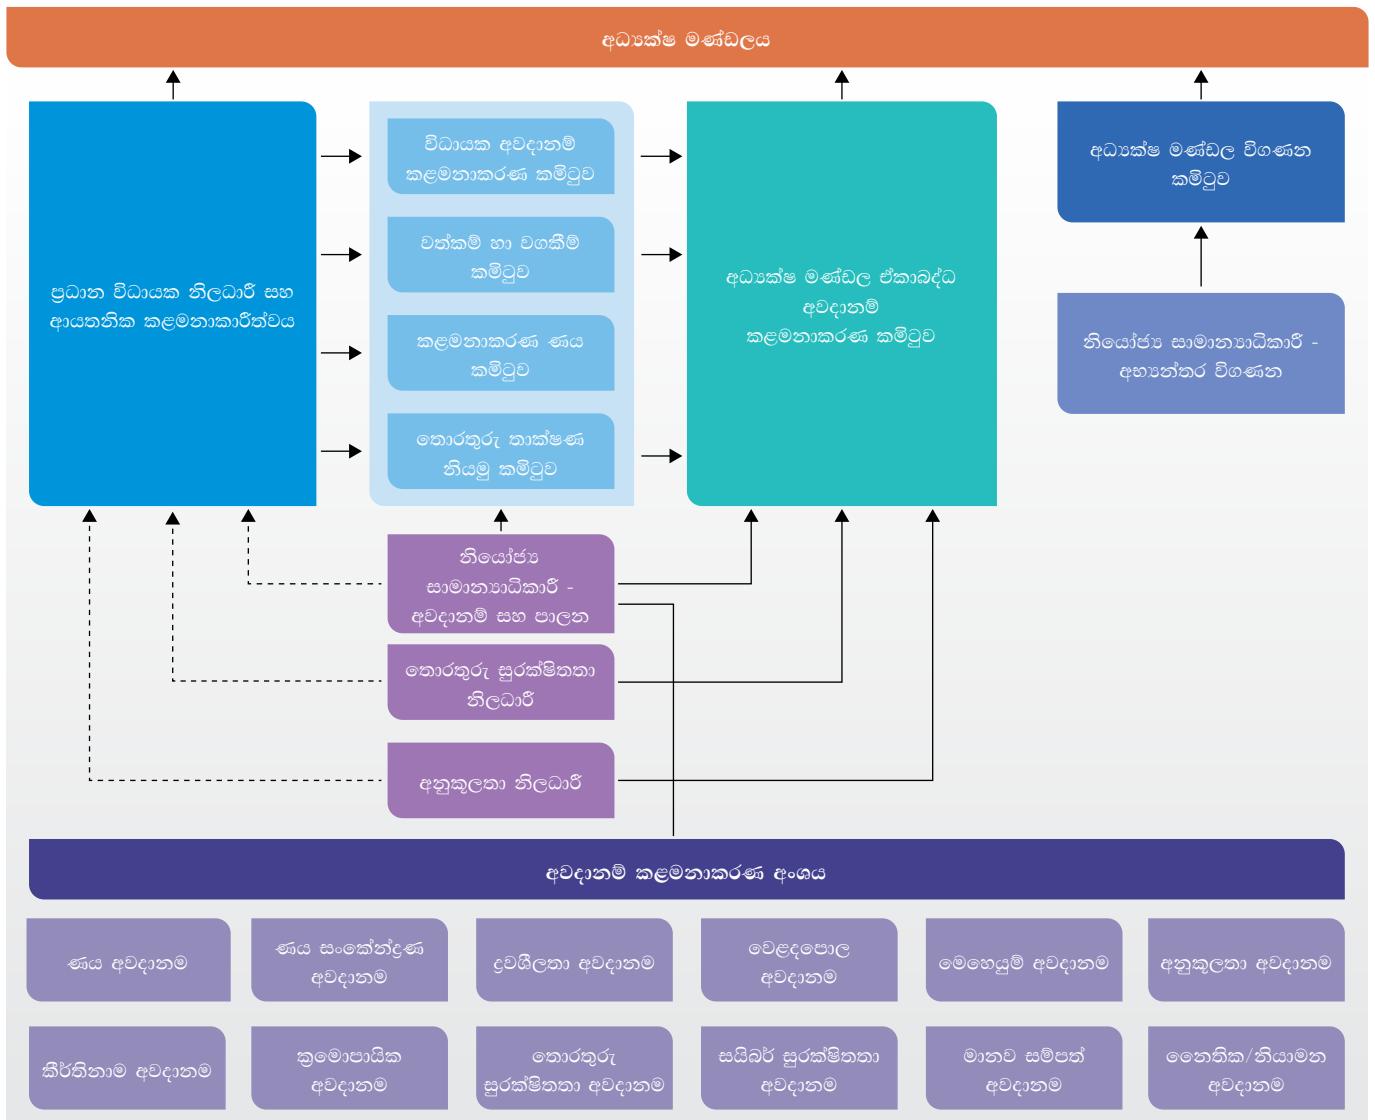 අධ්‍යක්ෂ මණ්ඩලය
ප්‍රධාන විධායක නිලධාරී සහ
ආයතනික කළමනාකාරීත්වය
විධායක අවදානම්
කළමනාකරණ කමිටුව
වත්කම් හා වගකීම්
කමිටුව
කළමනාකරණ ණය
කමිටුව
තොරතුරු තාක්ෂණ
නියමු කමිටුව
අධ්‍යක්ෂ මණ්ඩල ඒකාබද්ධ
අවදානම්
කළමනාකරණ කමිටුව
අධ්‍යක්ෂ මණ්ඩල විගණන
කමිටුව
නියෝජ්‍ය සාමාන්‍යාධිකාරී -
අභ්‍යන්තර විගණන
නියෝජ්‍ය
සාමාන්‍යාධිකාරී -
අවදානම් සහ පාලන
තොරතුරු සුරක්ෂිතතා
නිලධාරී
අනුකූලතා නිලධාරී
අවදානම් කළමනාකරණ අංශය
ණය අවදානම
ණය සංකේන්ද්‍රණ
අවදානම
ද්‍රවශීලතා අවදානම
වෙළදපොල
අවදානම
මෙහෙයුම් අවදානම
අනුකූලතා අවදානම
කීර්තිනාම අවදානම
ක්‍රමොපායික
අවදානම
තොරතුරු
සුරක්ෂිතතා අවදානම
සයිබර් සුරක්ෂිතතා
අවදානම
මානව සම්පත්
අවදානම
නෛතික/නියාමන
අවදානම